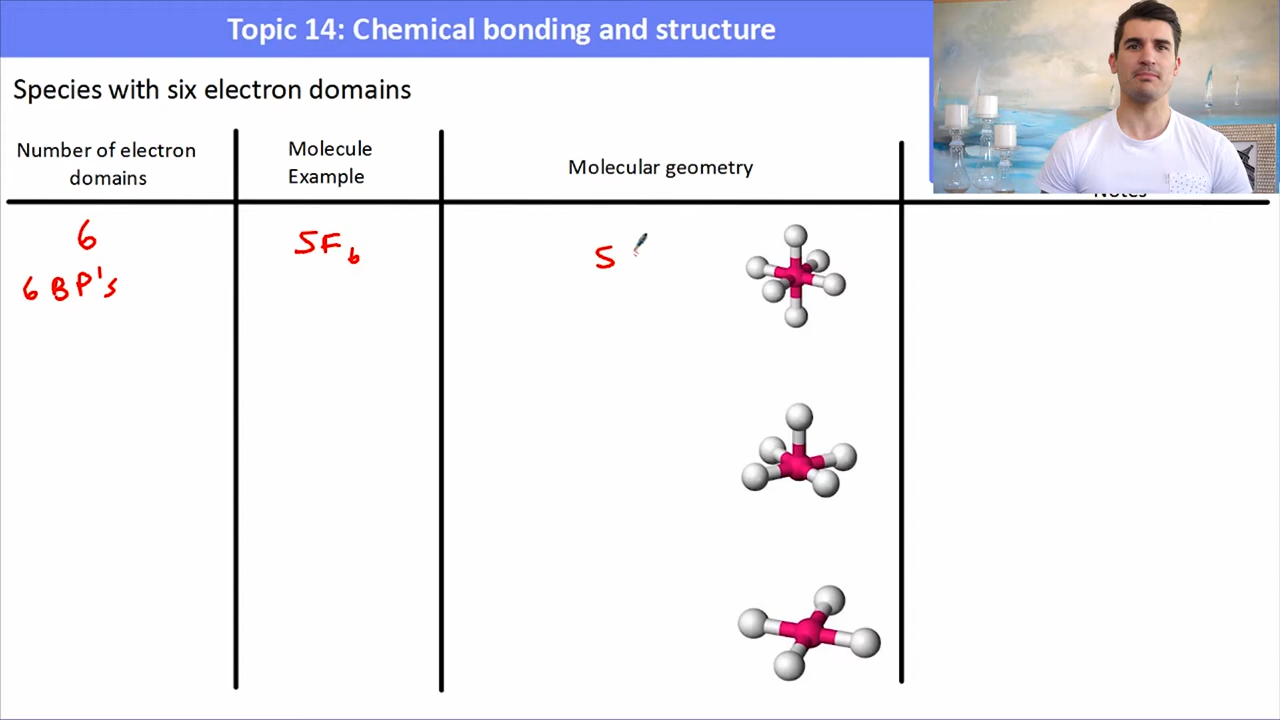 Topic 14: Chemical bonding and structure
Species with six electron domains
Number of electron
domains
Molecule
Example
Molecular geometry
Notes
6
6 BP's
SF6
S